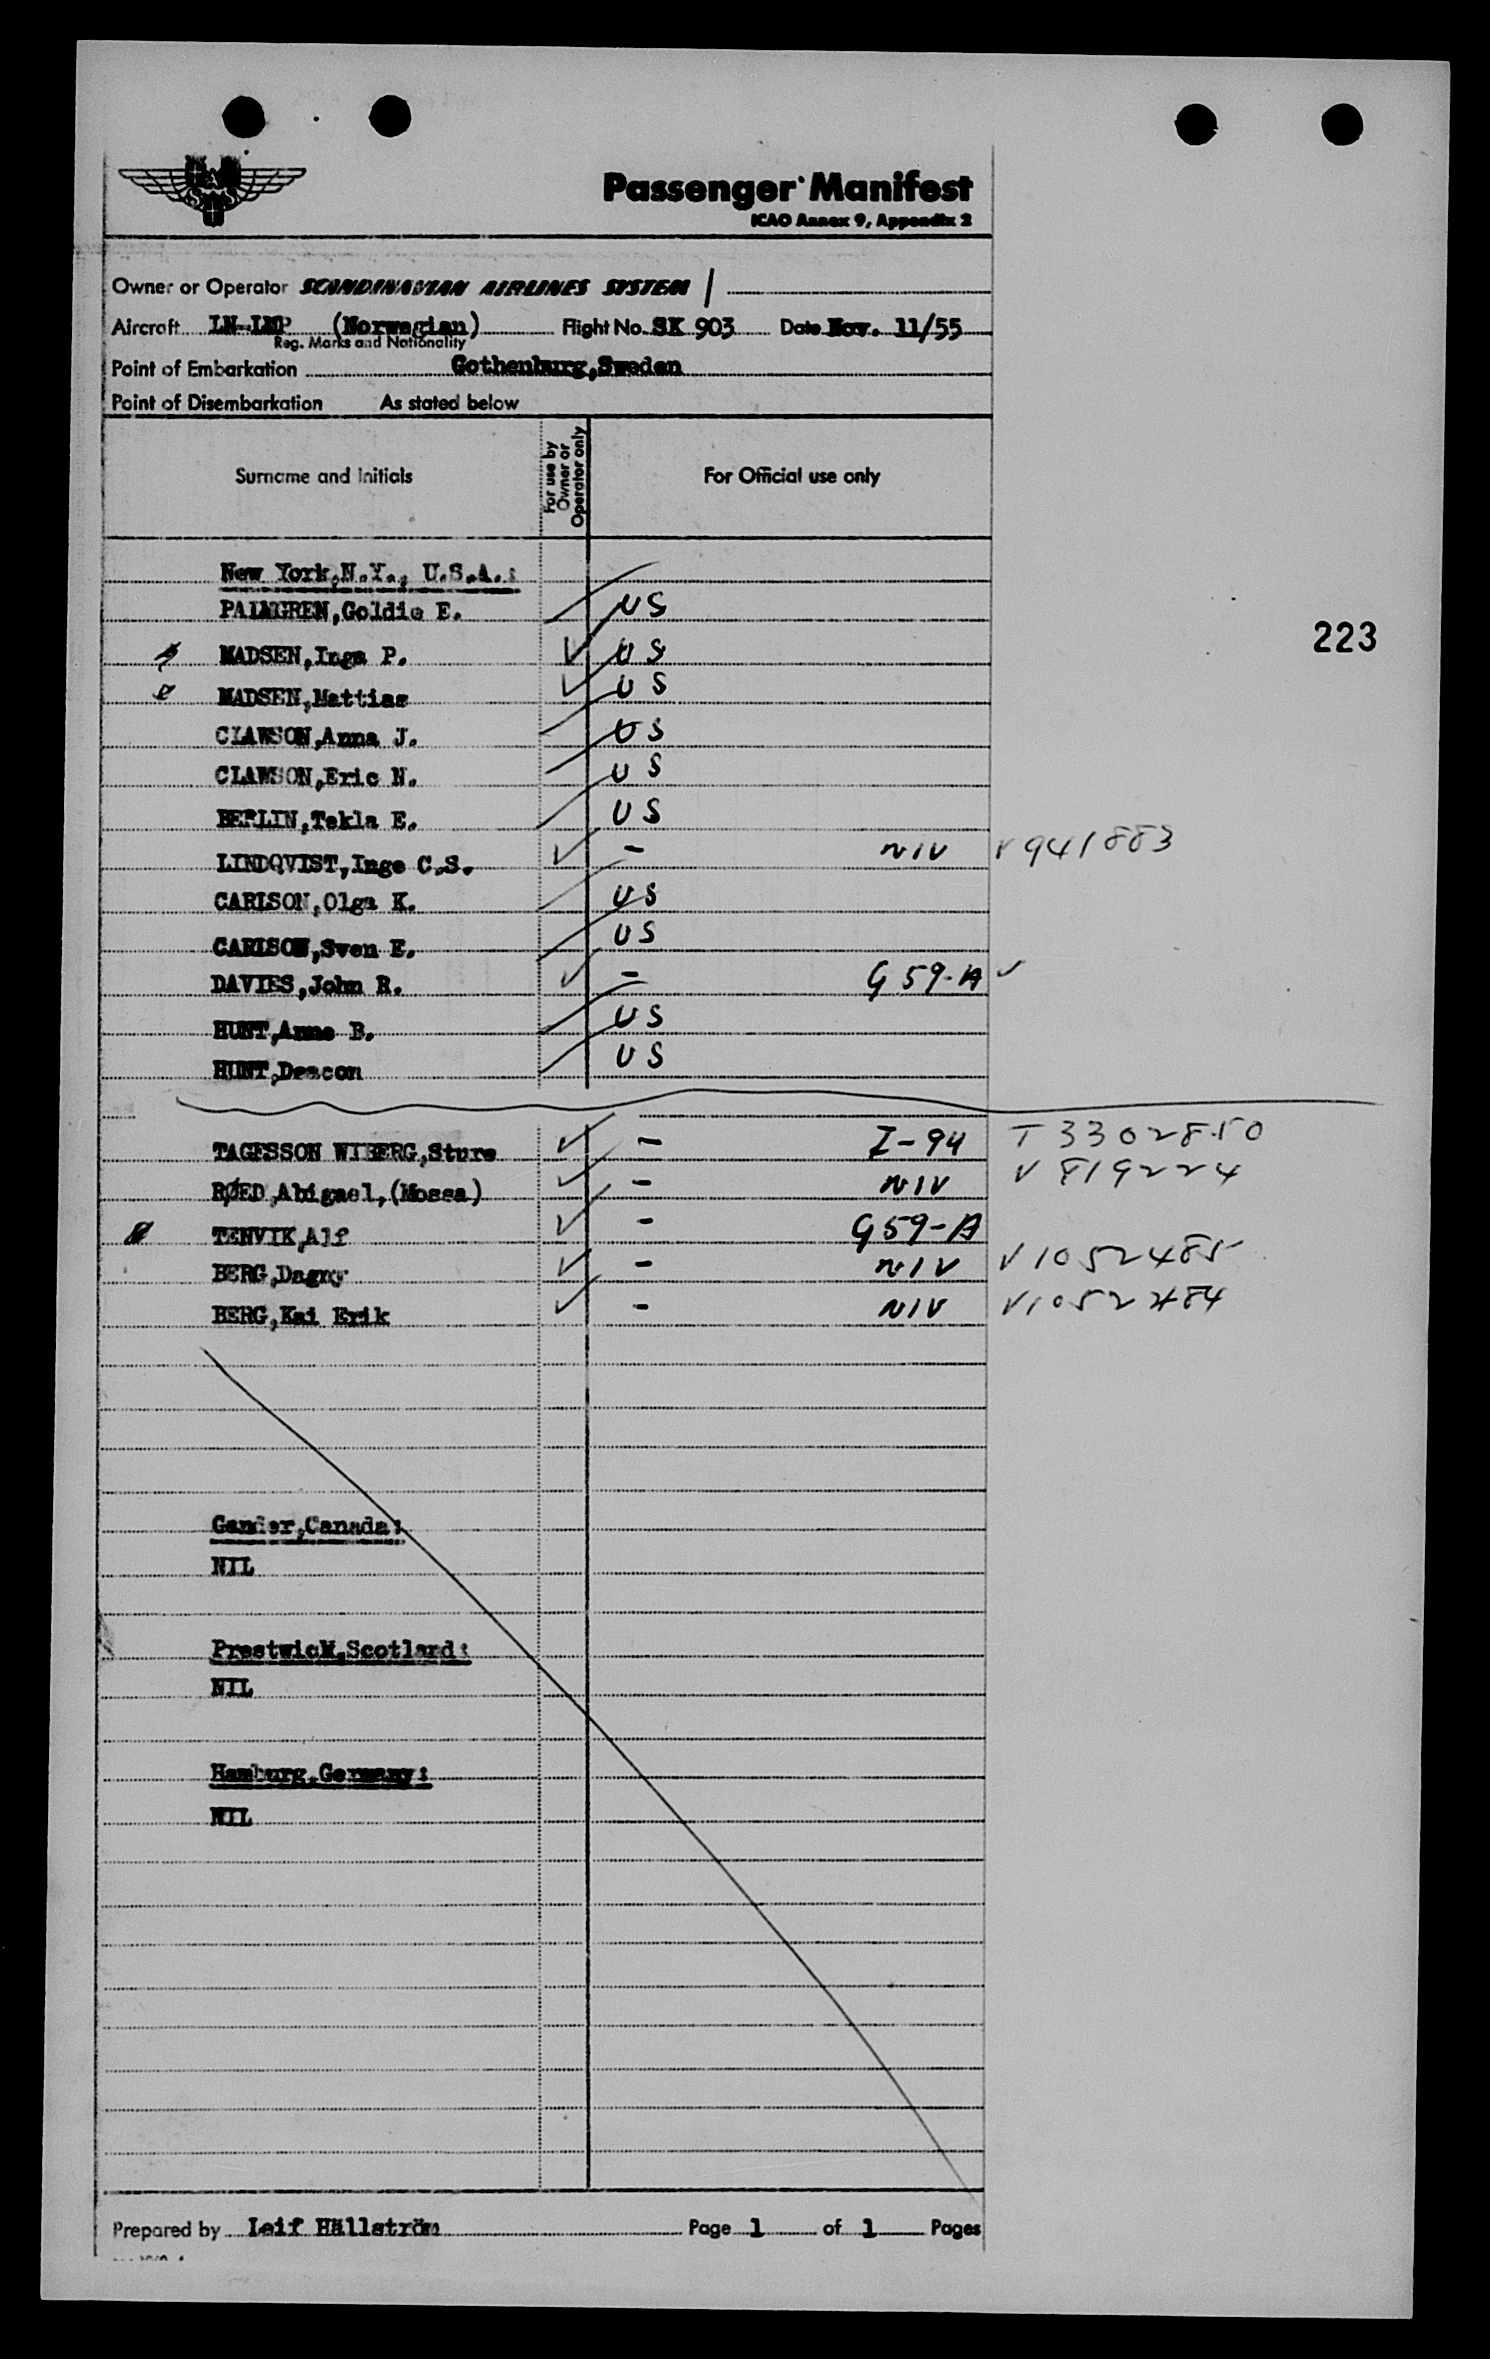 SAS
Passenger Manifest
ICAO Annex 9, Appendix 2
Owner or Operator SCANDINAVIAN AIRLINES SYSTEM
Aircraft LN-LMP (Norwegian) Flight No. SK 903 Date Nov. 11/55
Reg. Marks and Nationality
Point of Embarkation Gothenburg,Sweden
Point of Disembarkation As stated below
Surname and Initials For use by Owner or Operator only For Official use only
New York,N.Y., U.S.A.:
PALMGREN,Goldie E. US
223
MADSEN,Inga P. US
MADSEN,Mattias US
CLAWSON,Anna J. US
CLAWSON,Eric N. US
BERLIN,Tekla E. US
LINDQVIST,Inge C.S. - NIV V941883
CARLSON,Olga K. US
CARLSON,Sven E. US
DAVIES,John R. - G 59-A
HUNT,Anne B. US
HUNT,Deacon US
TAGESSON WIBERG,Sture - I-94 T 3302850
RØED,Abigael,(Mossa) - NIV V 819224
TENVIK,Alf - G59-A
BERG,Dagny - NIV V1052485
BERG,Kai Erik - NIV V1052484
Gander,Canada:
NIL
Prestwick,Scotland:
NIL
Hamburg,Germany:
NIL
Prepared by Leif Hällström Page 1 of 1 Pages